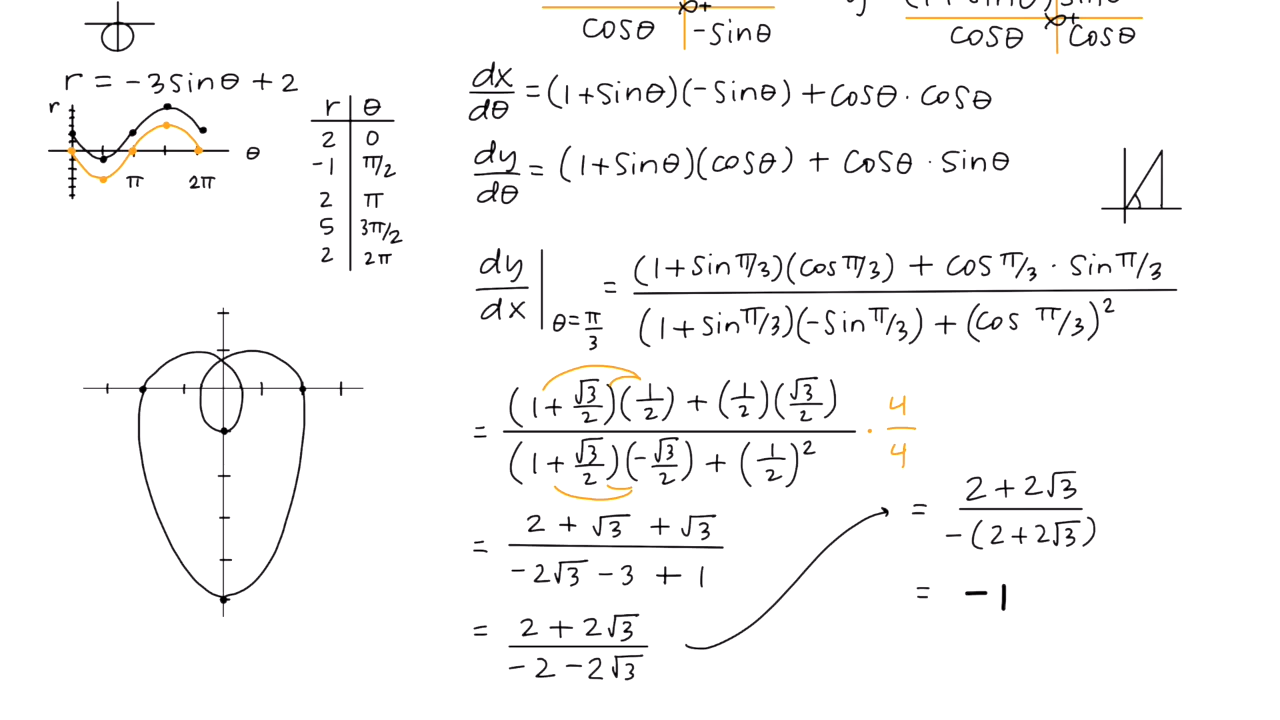 cosθ | -sinθ
cosθ | cosθ
r = -3sinθ + 2
r
θ
π
2π
r | θ
2 | 0
-1 | π/2
2 | π
5 | 3π/2
2 | 2π
dx/dθ = (1+sinθ)(-sinθ) + cosθ · cosθ
dy/dθ = (1+sinθ)(cosθ) + cosθ · sinθ
dy/dx |θ=π/3 = (1+sin π/3)(cos π/3) + cos π/3 · sin π/3
(1+sin π/3)(-sin π/3) + (cos π/3)²
= (1+ √3/2)(1/2) + (1/2)(√3/2) · 4
(1+ √3/2)(-√3/2) + (1/2)² 4
= 2 + √3 + √3
-2√3 - 3 + 1
= 2 + 2√3
-2 - 2√3
= 2 + 2√3
-(2+2√3)
= -1